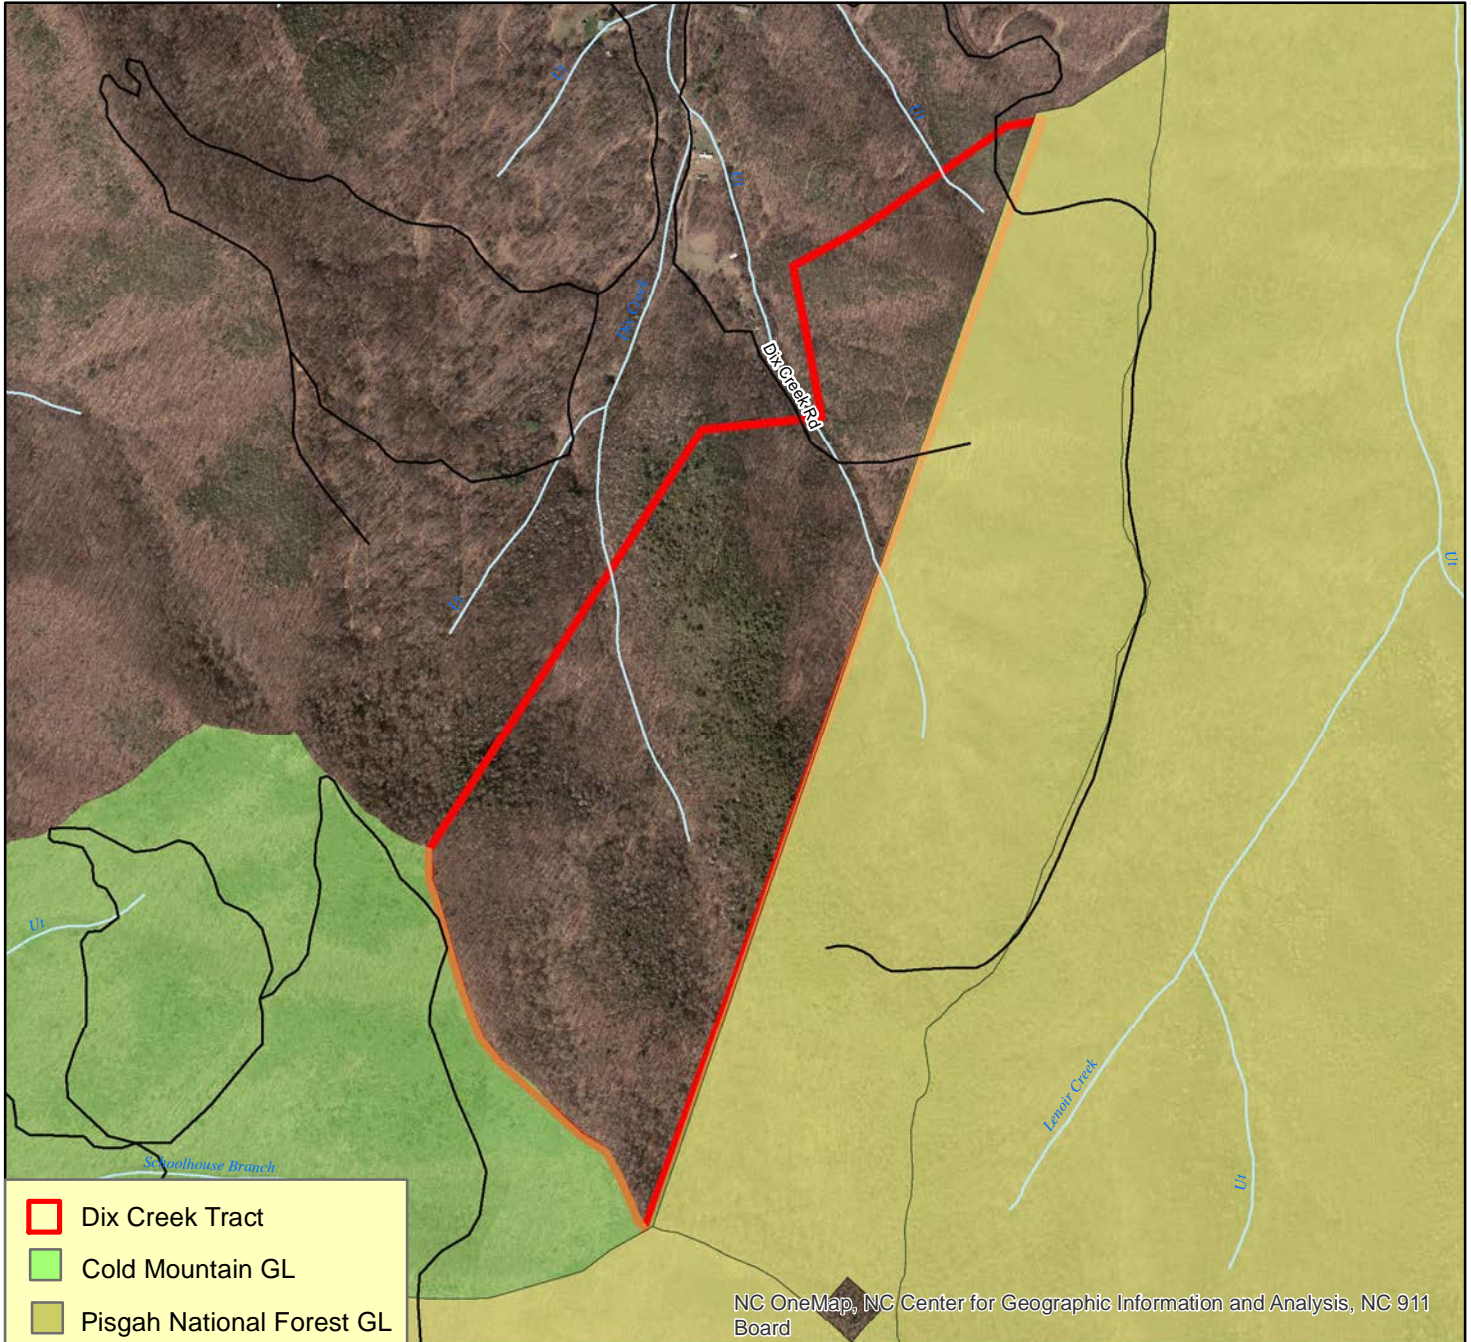 Ut
Ut
Ut
Dix Creek
Dix Creek Rd
Ut
Ut
Ut
Lenoir Creek
Schoolhouse Branch
Ut
Dix Creek Tract
Cold Mountain GL
Pisgah National Forest GL
NC OneMap, NC Center for Geographic Information and Analysis, NC 911
Board